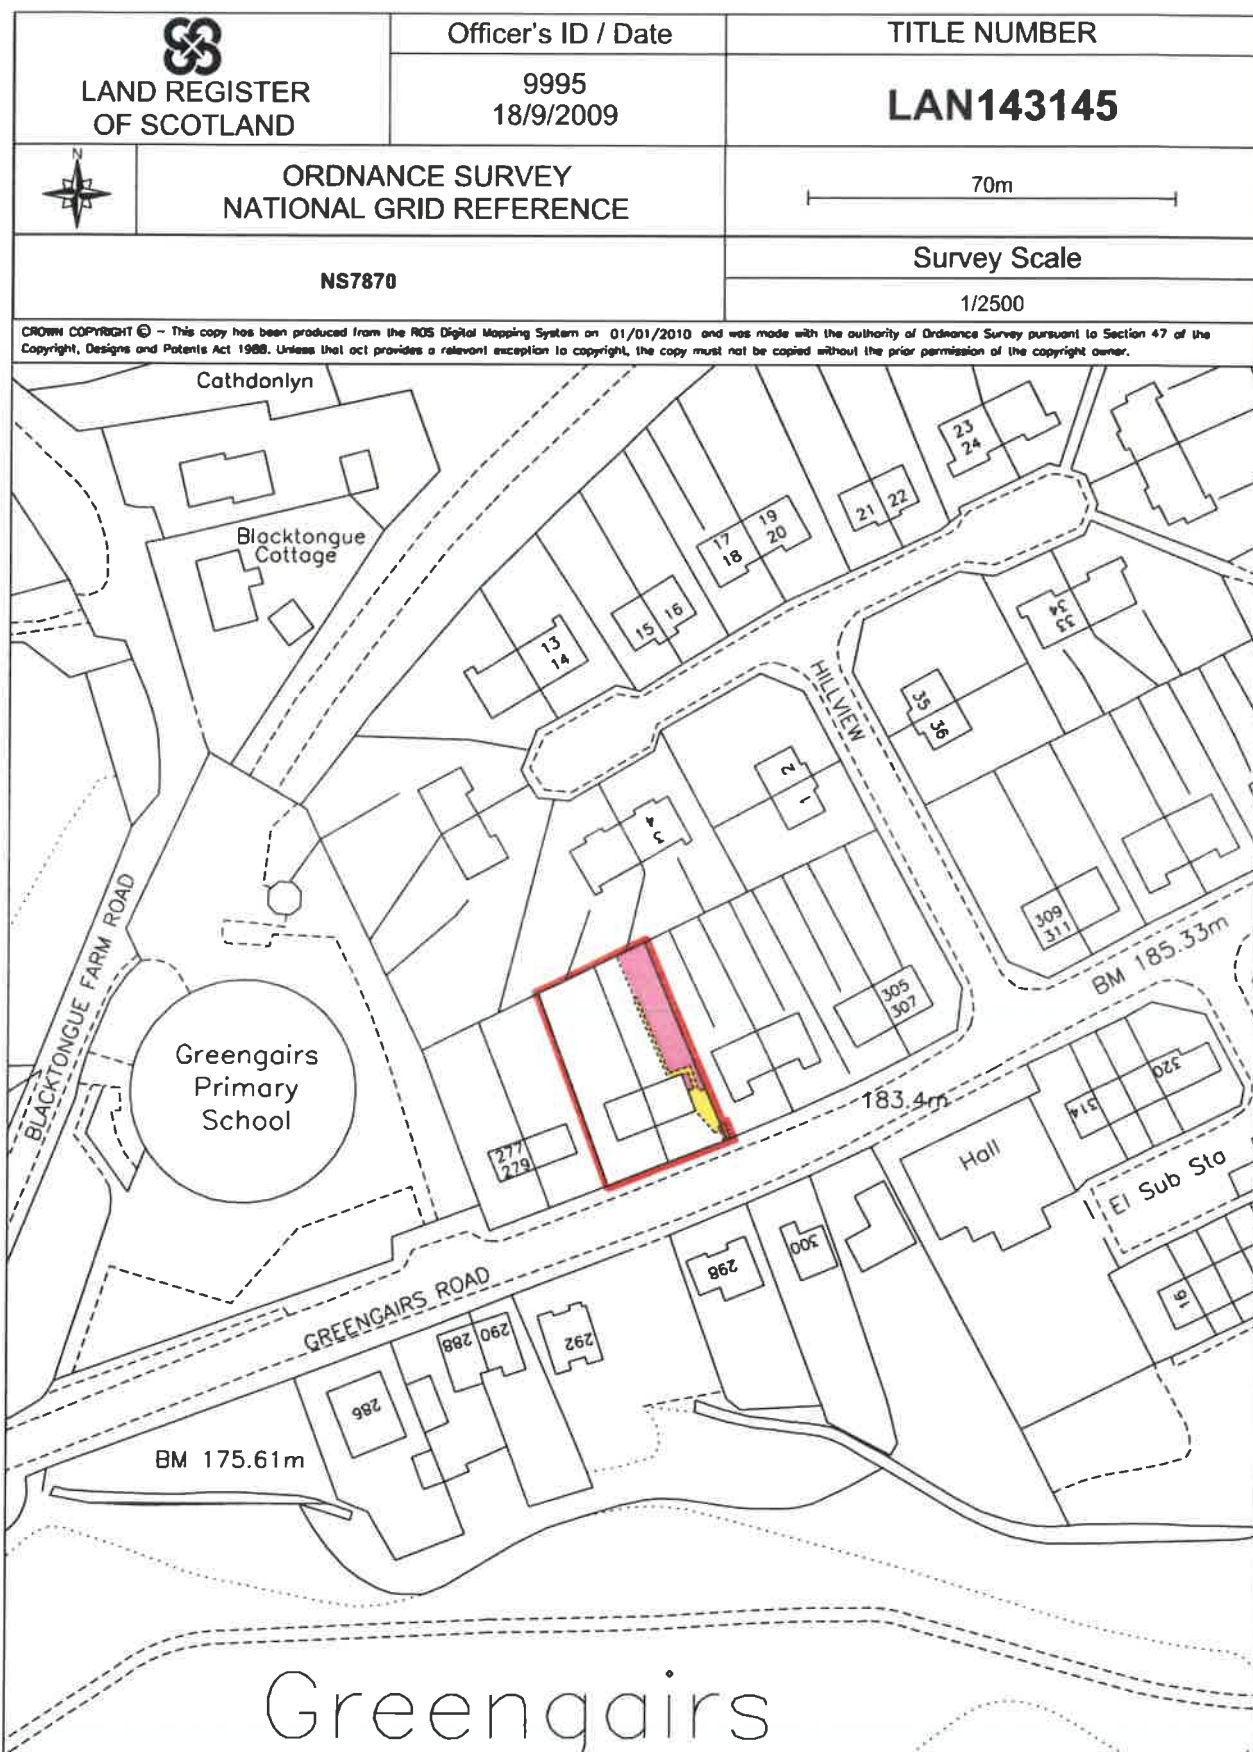 LAND REGISTER
OF SCOTLAND
Officer's ID / Date
9995
18/9/2009
TITLE NUMBER
LAN143145
N
ORDNANCE SURVEY
NATIONAL GRID REFERENCE
70m
NS7870
Survey Scale
1/2500
CROWN COPYRIGHT © - This copy has been produced from the ROS Digital Mapping System on 01/01/2010 and was made with the authority of Ordnance Survey pursuant to Section 47 of the
Copyright, Designs and Patents Act 1988. Unless that act provides a relevant exception to copyright, the copy must not be copied without the prior permission of the copyright owner.
Cathdonlyn
Blacktongue
Cottage
23
24
21 22
19
20
17
18
15 16
13
14
34
33
35 36
HILLVIEW
2
1
4
3
309
311
BM 185.33m
305
307
BLACKTONGUE FARM ROAD
Greengairs
Primary
School
277
279
183.4m
314
320
Hall
El Sub Sta
298
300
16
GREENGAIRS ROAD
288 290
292
286
BM 175.61m
Greengairs